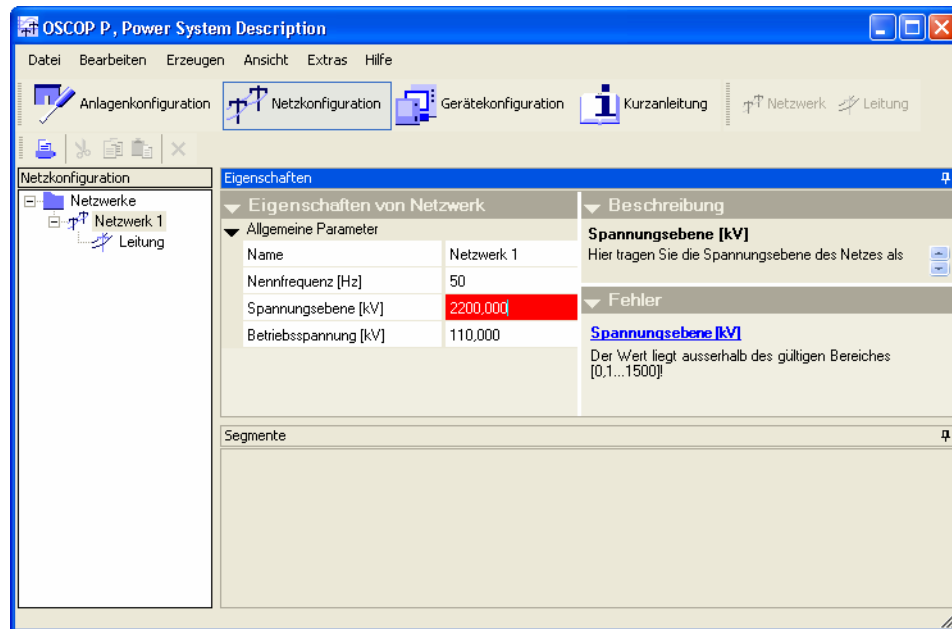 OSCOP P, Power System Description
Datei Bearbeiten Erzeugen Ansicht Extras Hilfe
Anlagenkonfiguration Netzkonfiguration Gerätekonfiguration Kurzanleitung Netzwerk Leitung
Netzkonfiguration
Netzwerke
Netzwerk 1
Leitung
Eigenschaften
Eigenschaften von Netzwerk
Allgemeine Parameter
Name Netzwerk 1
Nennfrequenz [Hz] 50
Spannungsebene [kV] 2200,000
Betriebsspannung [kV] 110,000
Beschreibung
Spannungsebene [kV]
Hier tragen Sie die Spannungsebene des Netzes als
Fehler
Spannungsebene [kV]
Der Wert liegt ausserhalb des gültigen Bereiches
[0,1...1500]!
Segmente